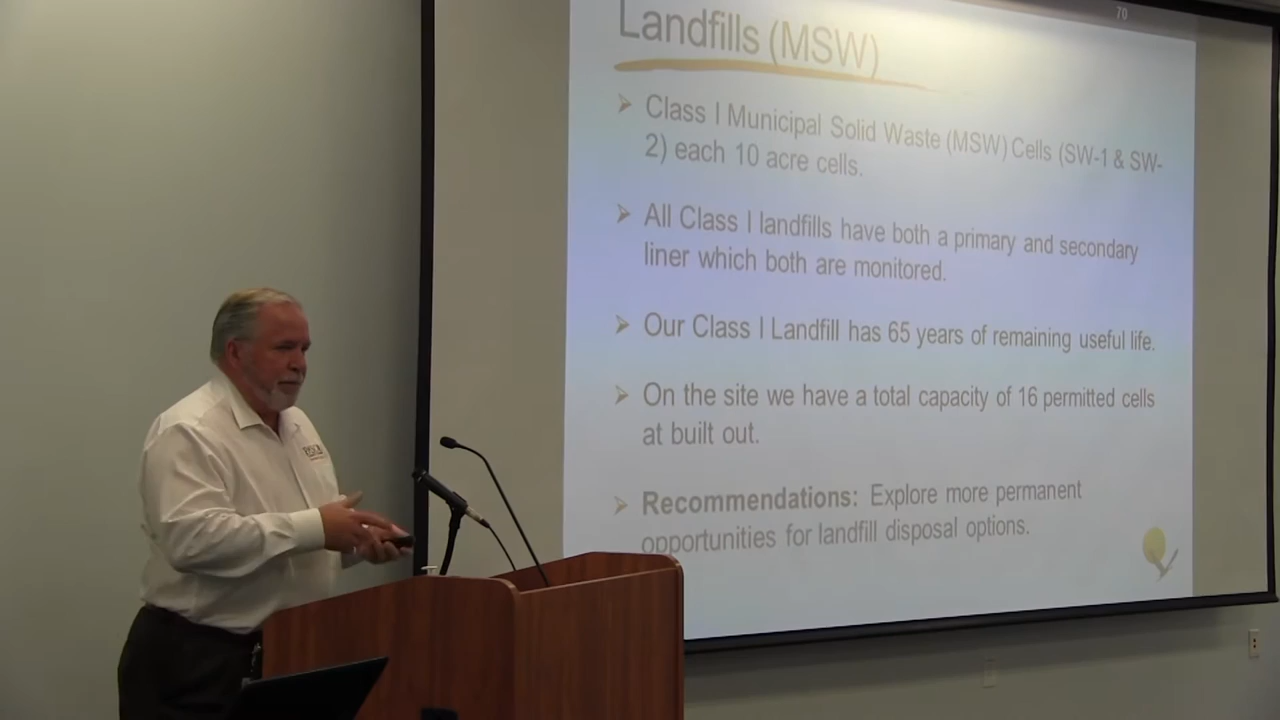 70
Landfills (MSW)
➢ Class I Municipal Solid Waste (MSW) Cells (SW-1 & SW-
2) each 10 acre cells.
➢ All Class I landfills have both a primary and secondary
liner which both are monitored.
➢ Our Class I Landfill has 65 years of remaining useful life.
➢ On the site we have a total capacity of 16 permitted cells
at built out.
➢ Recommendations: Explore more permanent
opportunities for landfill disposal options.